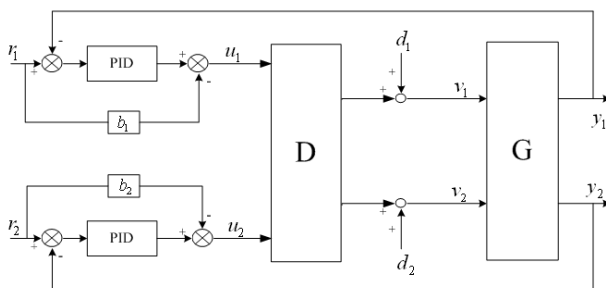 r1
-
+
PID
+
-
u1
b1
D
d1
+
+
v1
G
y1
b2
r2
+
-
PID
-
+
u2
+
+
v2
d2
y2